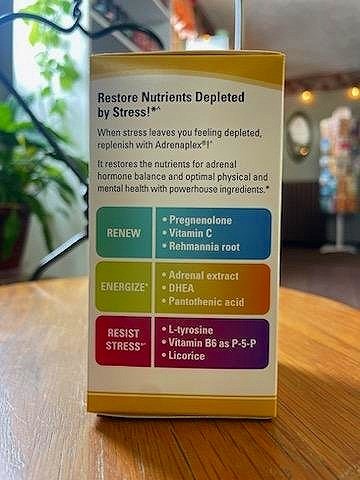 Restore Nutrients Depleted
by Stress!*^
When stress leaves you feeling depleted,
replenish with Adrenaplex®!^
It restores the nutrients for adrenal
hormone balance and optimal physical and
mental health with powerhouse ingredients.*
RENEW
• Pregnenolone
• Vitamin C
• Rehmannia root
ENERGIZE*
• Adrenal extract
• DHEA
• Pantothenic acid
RESIST
STRESS*^
• L-tyrosine
• Vitamin B6 as P-5-P
• Licorice